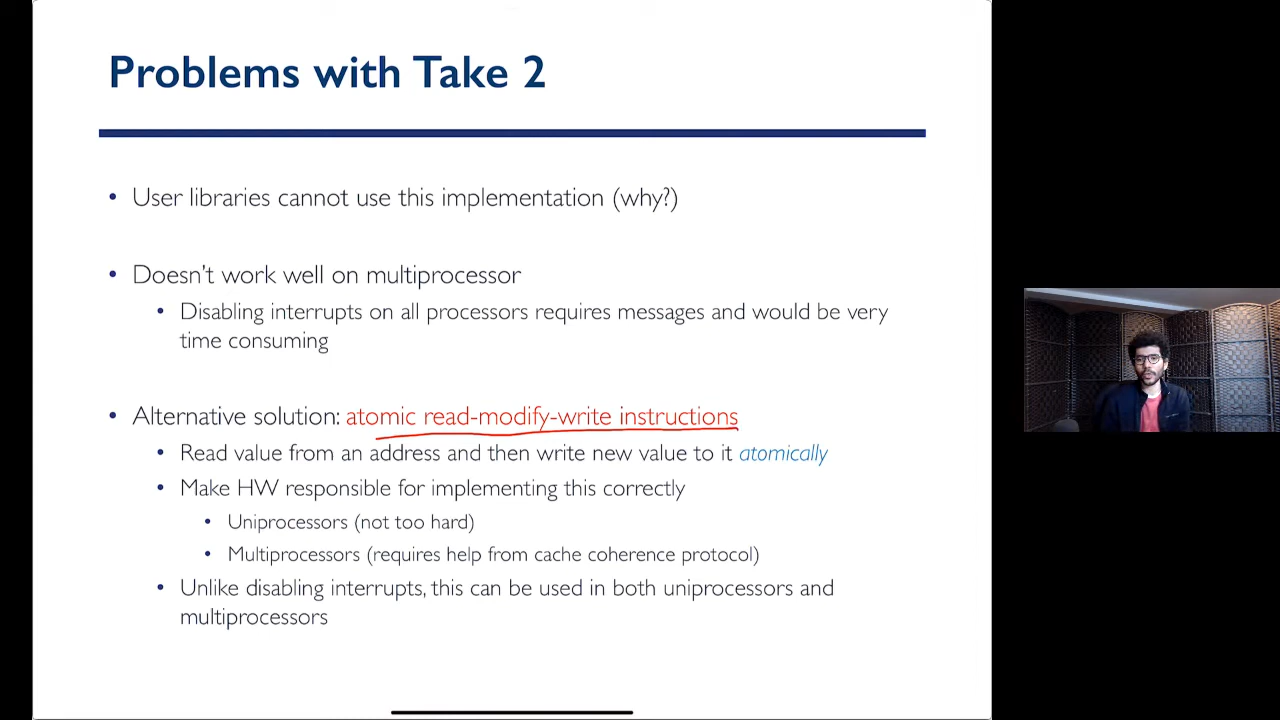 Problems with Take 2
• User libraries cannot use this implementation (why?)
• Doesn't work well on multiprocessor
• Disabling interrupts on all processors requires messages and would be very
time consuming
• Alternative solution: atomic read-modify-write instructions
• Read value from an address and then write new value to it atomically
• Make HW responsible for implementing this correctly
• Uniprocessors (not too hard)
• Multiprocessors (requires help from cache coherence protocol)
• Unlike disabling interrupts, this can be used in both uniprocessors and
multiprocessors